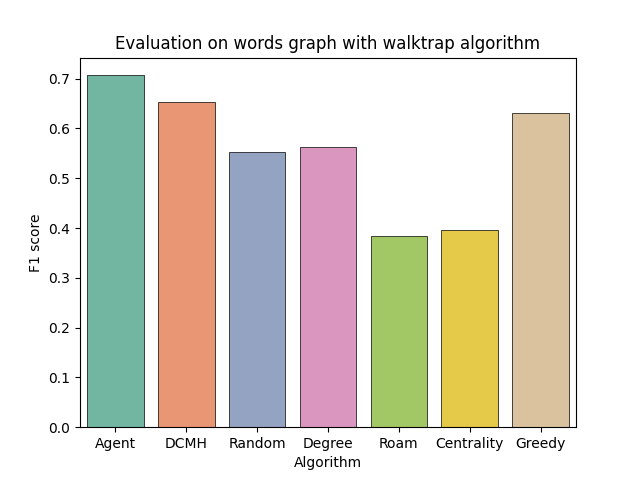 Evaluation on words graph with walktrap algorithm
F1 score
0.7
0.6
0.5
0.4
0.3
0.2
0.1
0.0
Agent DCMH Random Degree Roam Centrality Greedy
Algorithm